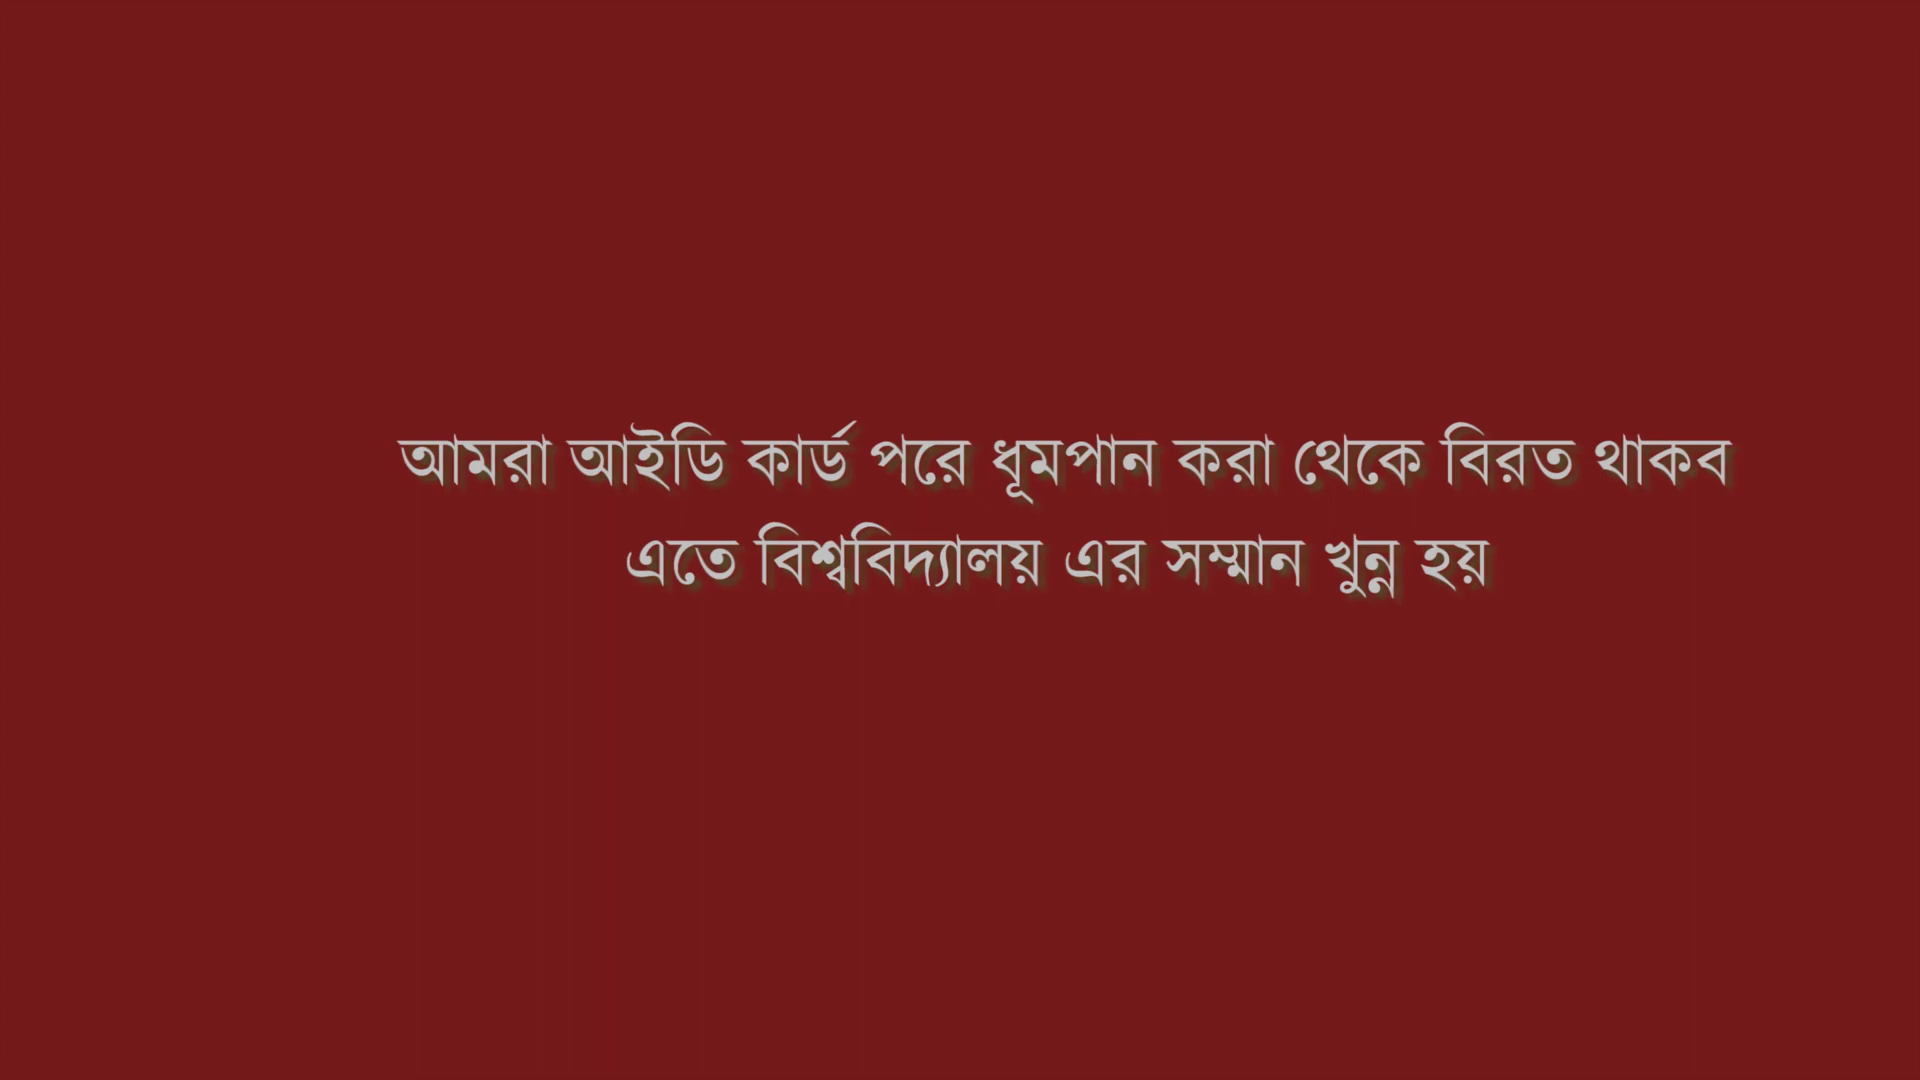 আমরা আইডি কার্ড পরে ধূমপান করা থেকে বিরত থাকব
এতে বিশ্ববিদ্যালয় এর সম্মান খুন্ন হয়